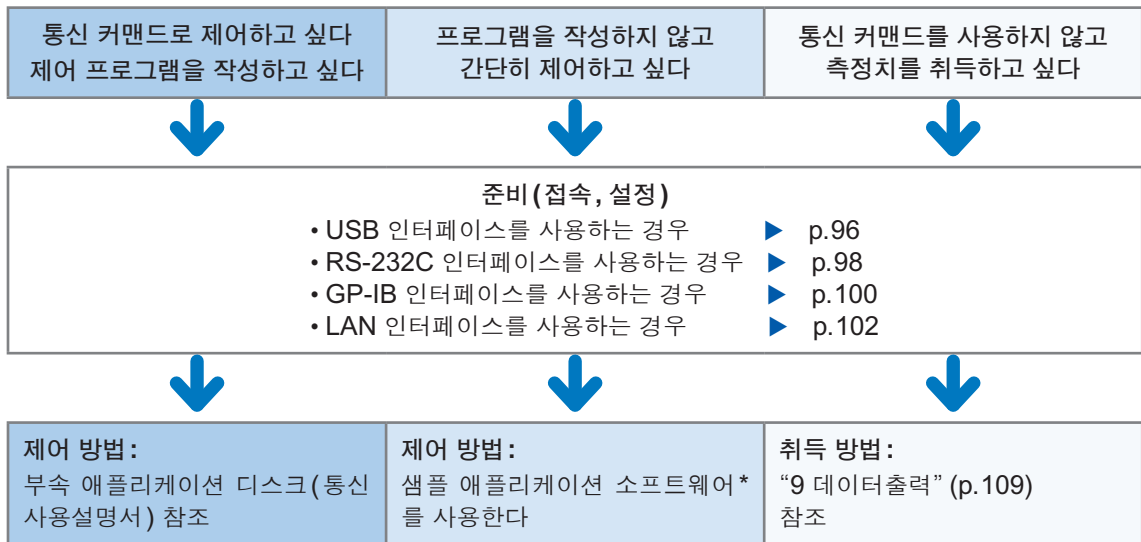 통신 커맨드로 제어하고 싶다
제어 프로그램을 작성하고 싶다
프로그램을 작성하지 않고
간단히 제어하고 싶다
통신 커맨드를 사용하지 않고
측정치를 취득하고 싶다
준비(접속, 설정)
• USB 인터페이스를 사용하는 경우 ▶ p.96
• RS-232C 인터페이스를 사용하는 경우 ▶ p.98
• GP-IB 인터페이스를 사용하는 경우 ▶ p.100
• LAN 인터페이스를 사용하는 경우 ▶ p.102
제어 방법:
부속 애플리케이션 디스크(통신
사용설명서) 참조
제어 방법:
샘플 애플리케이션 소프트웨어*
를 사용한다
취득 방법:
“9 데이터출력” (p.109)
참조